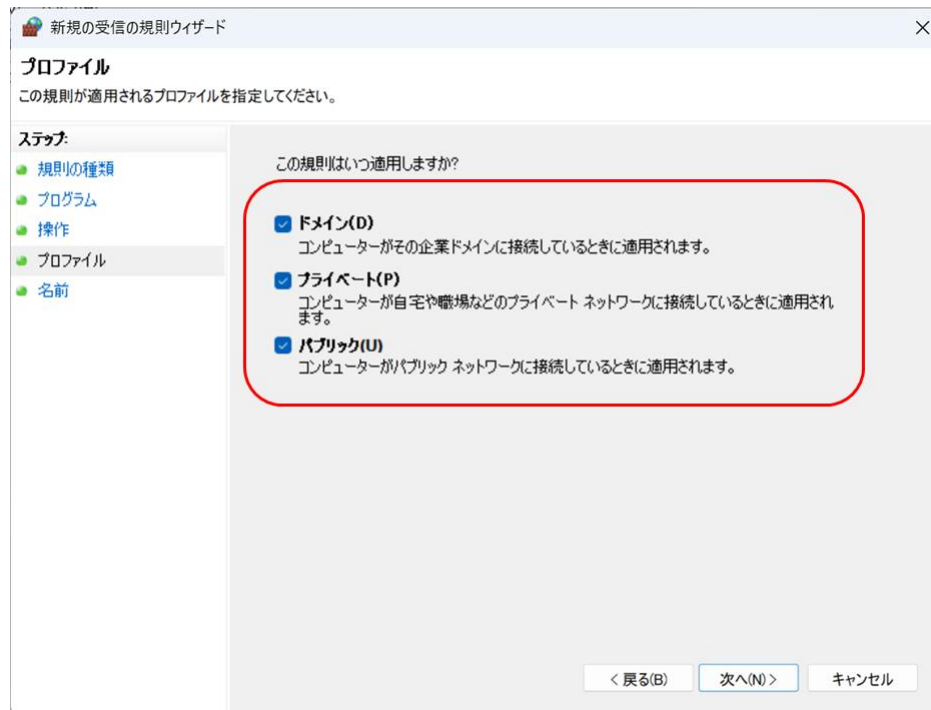 新規の受信の規則ウィザード
プロファイル
この規則が適用されるプロファイルを指定してください。
ステップ:
規則の種類
プログラム
操作
プロファイル
名前
この規則はいつ適用しますか?
ドメイン(D)
コンピューターがその企業ドメインに接続しているときに適用されます。
プライベート(P)
コンピューターが自宅や職場などのプライベート ネットワークに接続しているときに適用され
ます。
パブリック(U)
コンピューターがパブリック ネットワークに接続しているときに適用されます。
< 戻る(B)
次へ(N) >
キャンセル